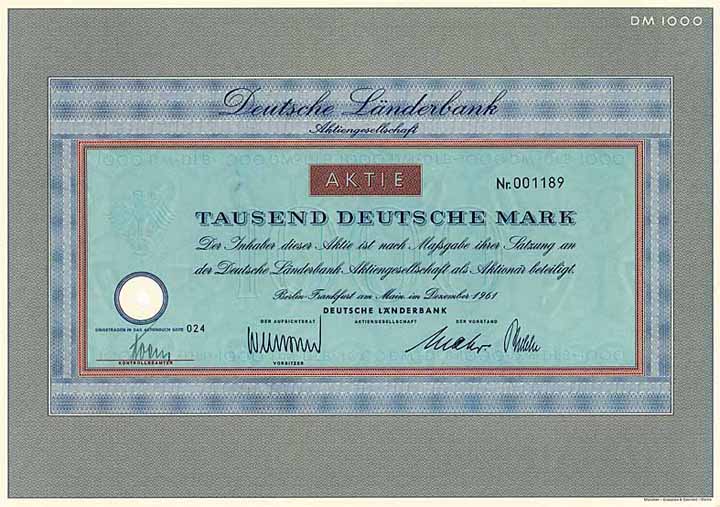 DM 1000
Deutsche Länderbank
Aktiengesellschaft
AKTIE
Nr. 001189
TAUSEND DEUTSCHE MARK
Der Inhaber dieser Aktie ist nach Maßgabe ihrer Satzung an
der Deutsche Länderbank Aktiengesellschaft als Aktionär beteiligt.
Berlin-Frankfurt am Main im Dezember 1961
DEUTSCHE LÄNDERBANK
DER AUFSICHTSRAT AKTIENGESELLSCHAFT DER VORSTAND
EINGETRAGEN IN DAS AKTIENBUCH SEITE 024
VORSITZER
KONTROLLBEAMTER